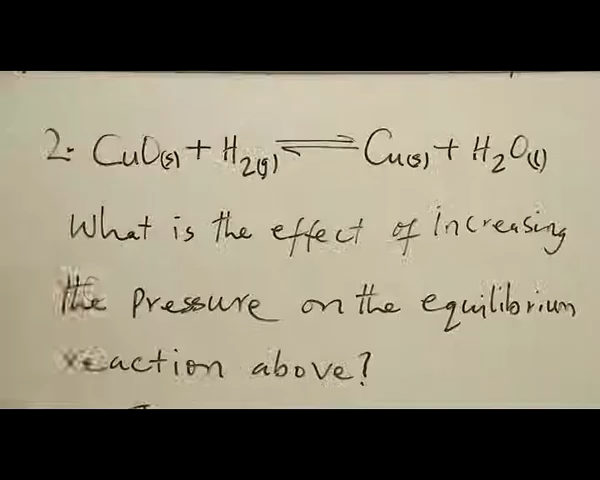 2. CuO(s) + H₂(g) ⇌ Cu(s) + H₂O(l)
What is the effect of increasing
the pressure on the equilibrium
reaction above?